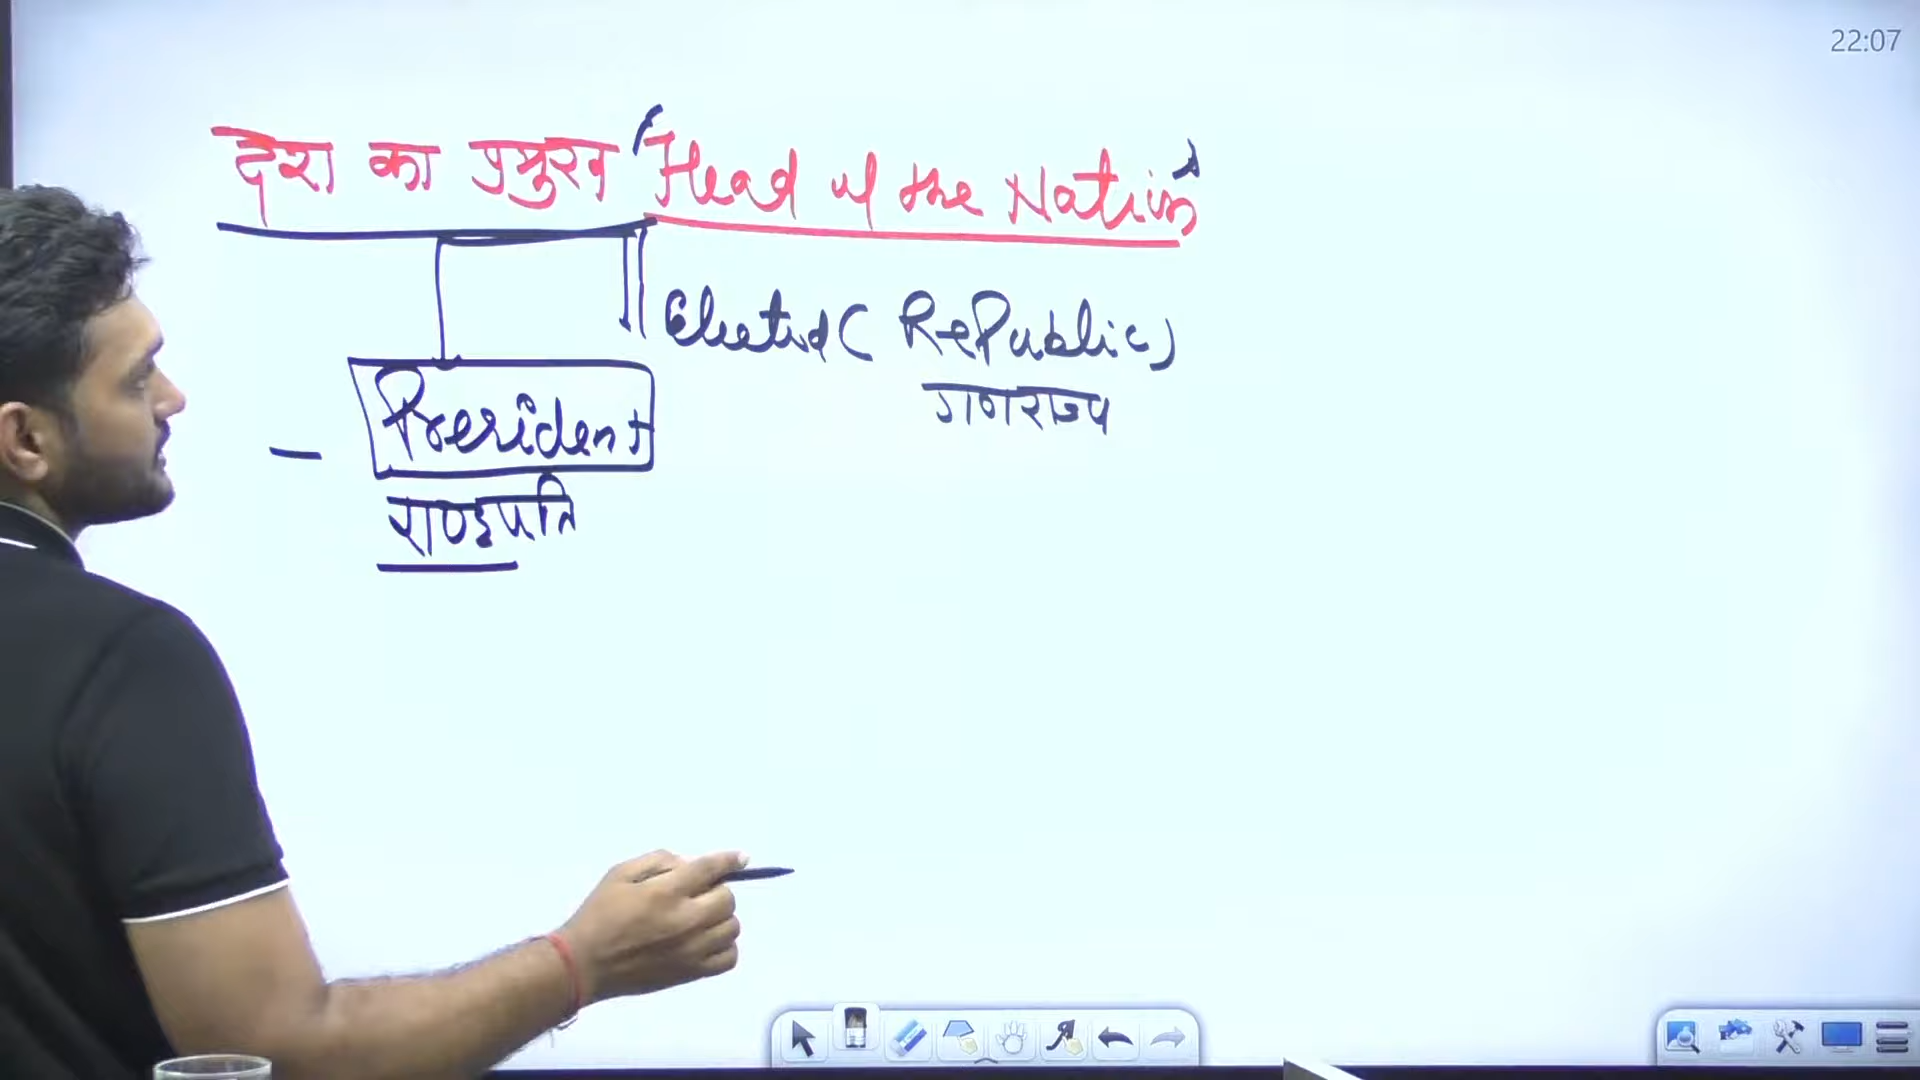 22:07
देश का प्रमुख "Head of the Nation"
Elected ( RePublic)
गणराज्य
President
राष्ट्रपति